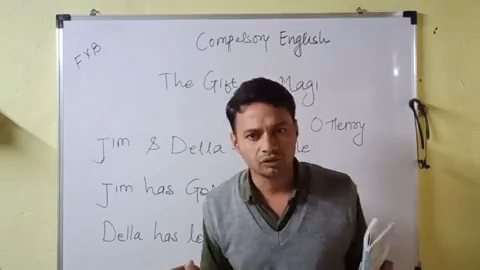 FYB
Compulsory English
The Gift Magi
O Henry
Jim & Della
Jim has
Della has